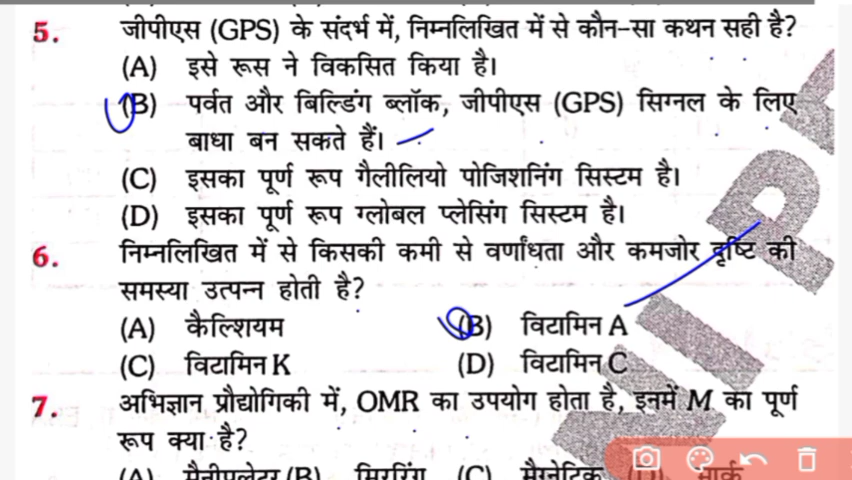 5. जीपीएस (GPS) के संदर्भ में, निम्नलिखित में से कौन-सा कथन सही है?
(A) इसे रूस ने विकसित किया है।
(B) पर्वत और बिल्डिंग ब्लॉक, जीपीएस (GPS) सिग्नल के लिए
बाधा बन सकते हैं।
(C) इसका पूर्ण रूप गैलीलियो पोजिशनिंग सिस्टम है।
(D) इसका पूर्ण रूप ग्लोबल प्लेसिंग सिस्टम है।
6. निम्नलिखित में से किसकी कमी से वर्णांधता और कमजोर दृष्टि की
समस्या उत्पन्न होती है?
(A) कैल्शियम (B) विटामिन A
(C) विटामिन K (D) विटामिन C
7. अभिज्ञान प्रौद्योगिकी में, OMR का उपयोग होता है, इनमें M का पूर्ण
रूप क्या है?
(A) मैनीपुलेटर (B) मिररिंग (C) मैग्नेटिक (D) मार्क